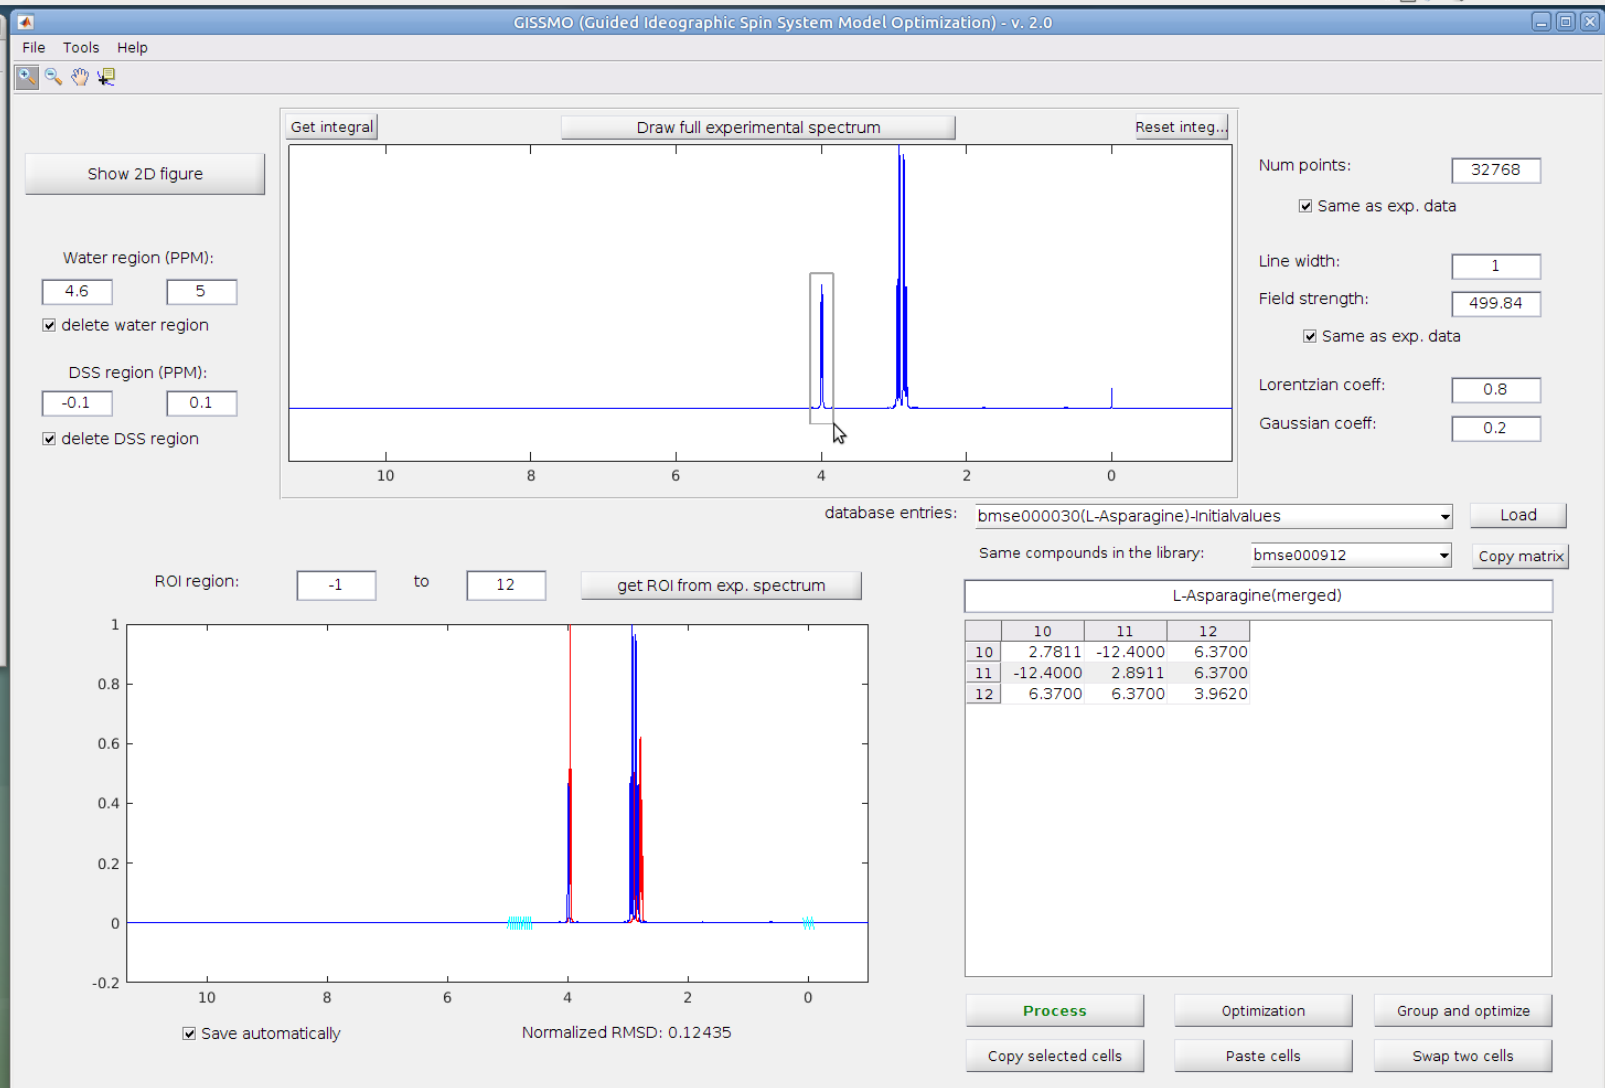 GISSMO (Guided Ideographic Spin System Model Optimization) - v. 2.0
File Tools Help
Get integral Draw full experimental spectrum Reset integ...
Show 2D figure
Num points: 32768
Same as exp. data
Water region (PPM):
4.6 5
delete water region
Line width: 1
Field strength: 499.84
Same as exp. data
DSS region (PPM):
-0.1 0.1
delete DSS region
Lorentzian coeff: 0.8
Gaussian coeff: 0.2
10 8 6 4 2 0
database entries: bmse000030(L-Asparagine)-Initialvalues Load
Same compounds in the library: bmse000912 Copy matrix
ROI region: -1 to 12 get ROI from exp. spectrum
L-Asparagine(merged)
10 11 12
10 2.7811 -12.4000 6.3700
11 -12.4000 2.8911 6.3700
12 6.3700 6.3700 3.9620
1
0.8
0.6
0.4
0.2
0
-0.2
10 8 6 4 2 0
Save automatically Normalized RMSD: 0.12435
Process Optimization Group and optimize
Copy selected cells Paste cells Swap two cells